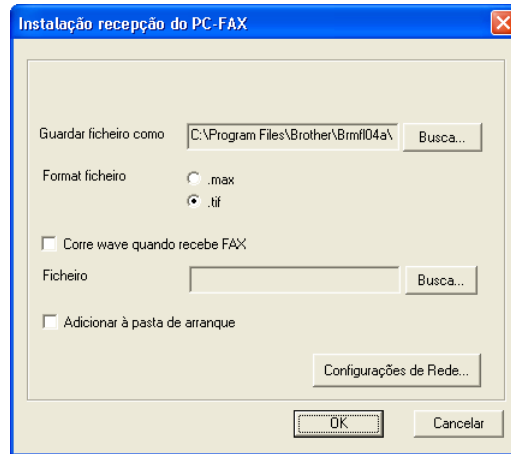 Instalação recepção do PC-FAX
Guardar ficheiro como C:\Program Files\Brother\Brmfl04a\ Busca...
Format ficheiro .max
.tif
Corre wave quando recebe FAX
Ficheiro Busca...
Adicionar à pasta de arranque
Configurações de Rede...
OK Cancelar